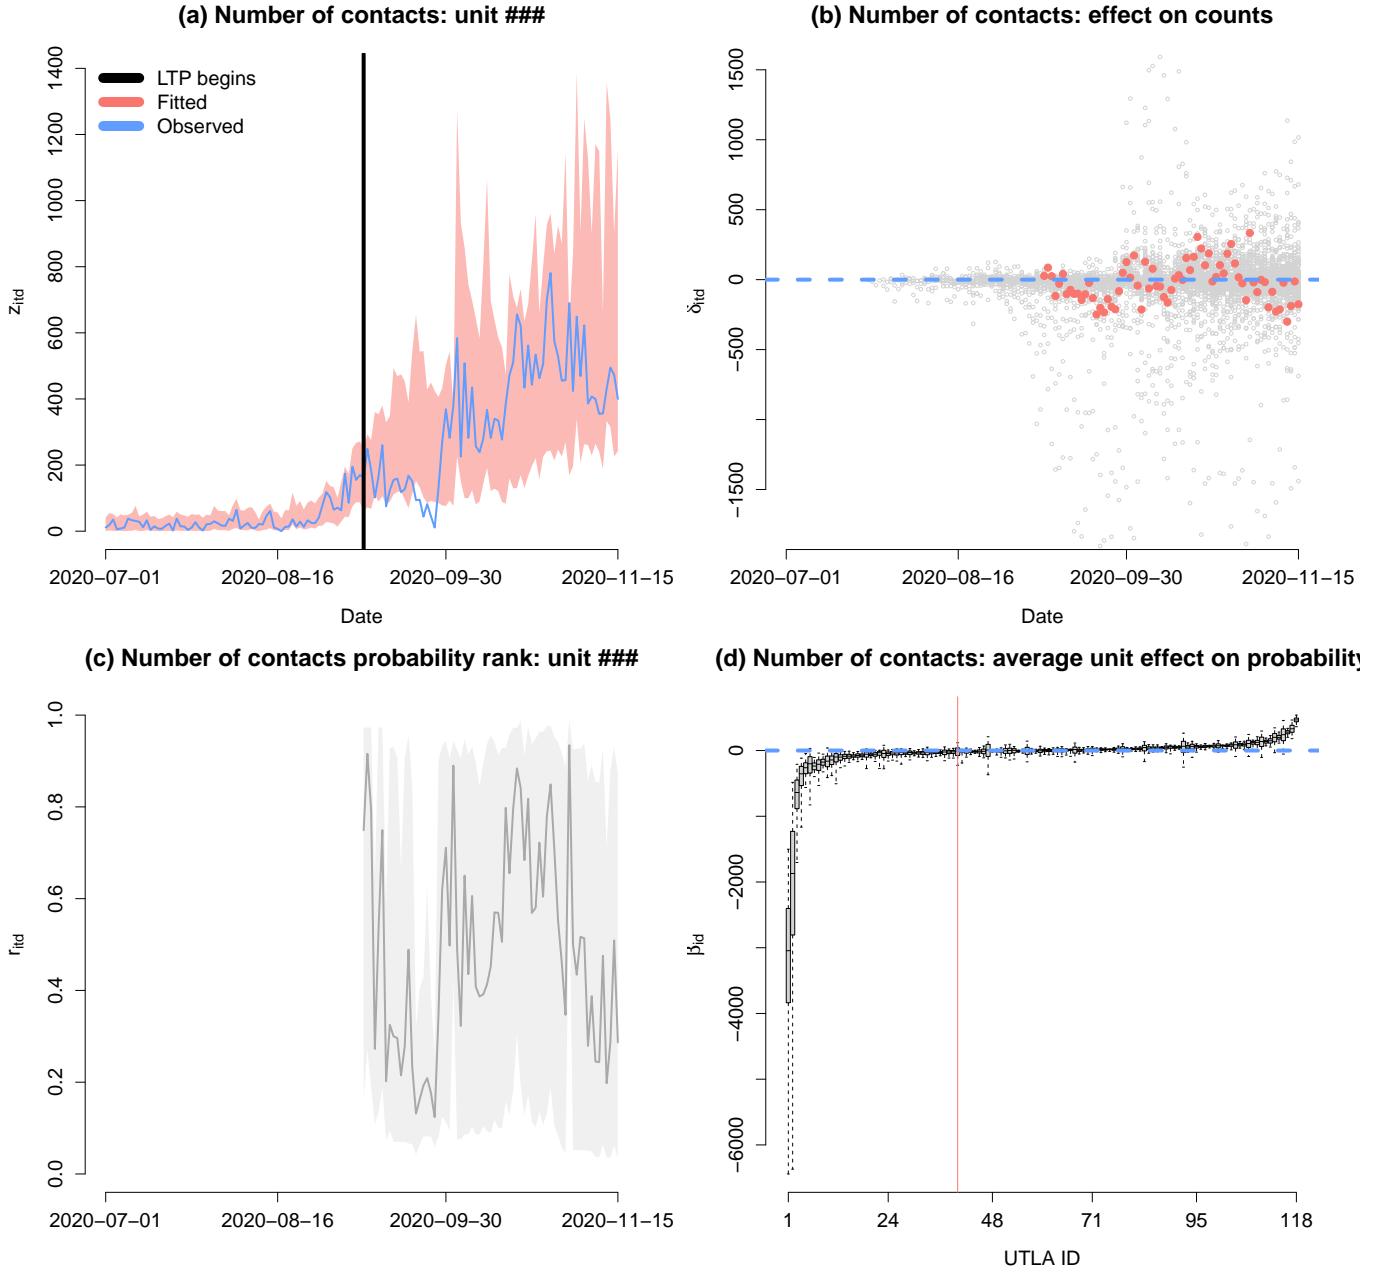 (a) Number of contacts: unit ###
1400
1200
1000
800
600
400
200
0
z_itd
LTP begins
Fitted
Observed
2020−07−01 2020−08−16 2020−09−30 2020−11−15
Date
(b) Number of contacts: effect on counts
1500
1000
500
0
−500
−1500
δ_itd
2020−07−01 2020−08−16 2020−09−30 2020−11−15
Date
(c) Number of contacts probability rank: unit ###
1.0
0.8
0.6
0.4
0.2
0.0
r_itd
2020−07−01 2020−08−16 2020−09−30 2020−11−15
(d) Number of contacts: average unit effect on probability
0
−2000
−4000
−6000
1 24 48 71 95 118
UTLA ID